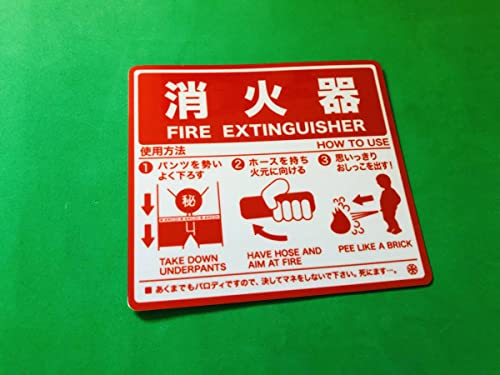 消火器
FIRE EXTINGUISHER
使用方法 HOW TO USE
① パンツを勢い
よく下ろす
② ホースを持ち
火元に向ける
③ 思いっきり
おしっこを出す!
秘
TAKE DOWN
UNDERPANTS
HAVE HOSE AND
AIM AT FIRE
PEE LIKE A BRICK
■ あくまでもパロディですので、決してマネをしないで下さい。死にます…。